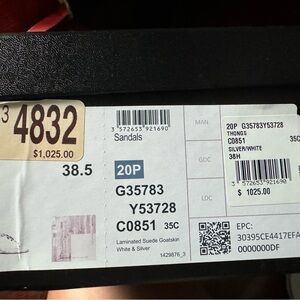 3
4832
$1,025.00
38.5
3 572653 921690
Sandals
20P
G35783
Y53728
C0851 35C
Laminated Suede Goatskin
White & Silver
1429876_3
MAN.
GDC
LDC
20P G35783Y53728
THONGS
C0851 35C
SILVER/WHITE
38H
3 572653 921690
$ 1025.00
EPC:
30395CE4417EFA
0000000DF